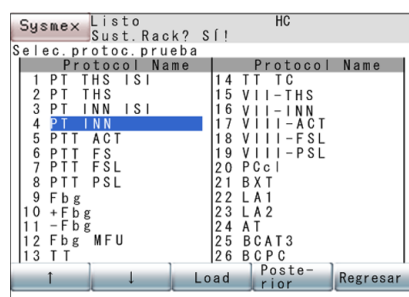 Sysmex Listo HC
Sust.Rack? SÍ!
Selec.protoc.prueba
Protocol Name
1 PT THS ISI
2 PT THS
3 PT INN ISI
4 PT INN
5 PTT ACT
6 PTT FS
7 PTT FSL
8 PTT PSL
9 Fbg
10 +Fbg
11 -Fbg
12 Fbg MFU
13 TT
Protocol Name
14 TT TC
15 VII-THS
16 VII-INN
17 VIII-ACT
18 VIII-FSL
19 VIII-PSL
20 PCcl
21 BXT
22 LA1
23 LA2
24 AT
25 BCAT3
26 BCPC
↑ ↓ Load Poste-
rior Regresar